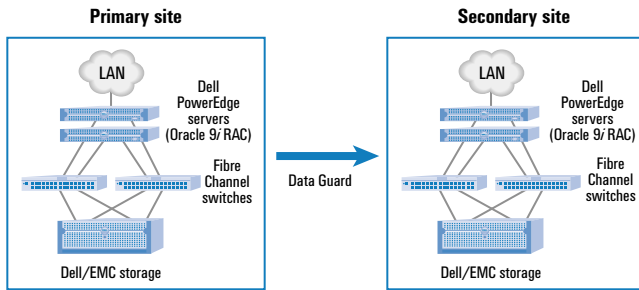 Primary site
LAN
Dell
PowerEdge
servers
(Oracle 9i RAC)
Fibre
Channel
switches
Dell/EMC storage
Data Guard
Secondary site
LAN
Dell
PowerEdge
servers
(Oracle 9i RAC)
Fibre
Channel
switches
Dell/EMC storage